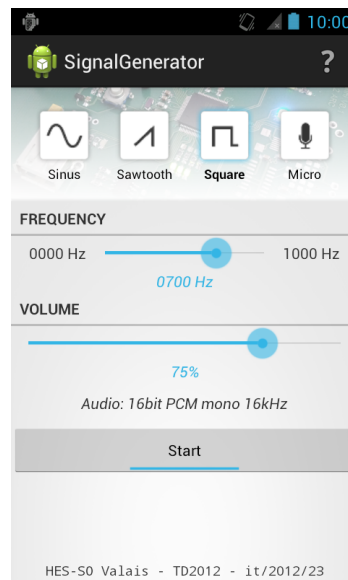 10:00
SignalGenerator ?
Sinus Sawtooth Square Micro
FREQUENCY
0000 Hz 1000 Hz
0700 Hz
VOLUME
75%
Audio: 16bit PCM mono 16kHz
Start
HES-SO Valais - TD2012 - it/2012/23